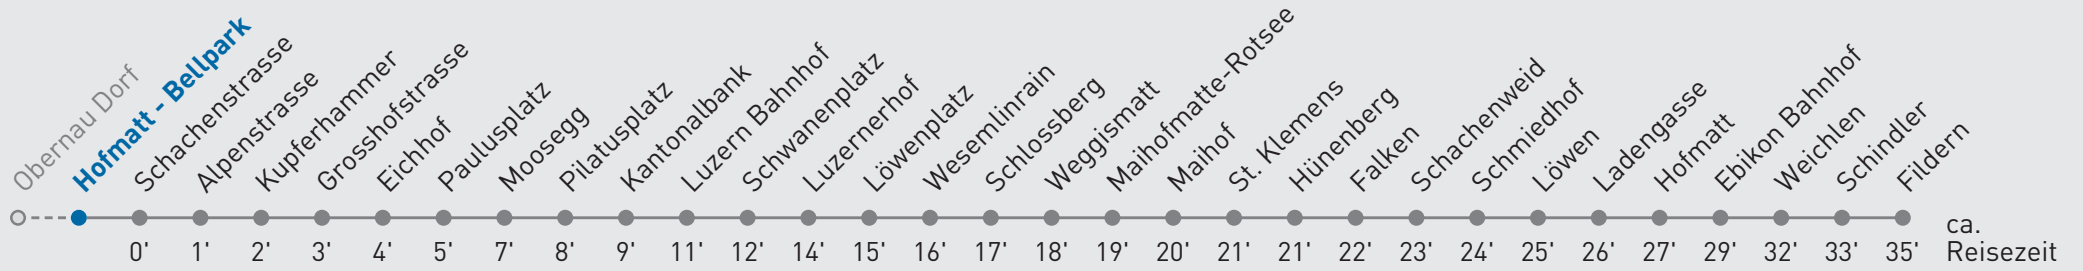 Obernau Dorf
Hofmatt - Bellpark
Schachenstrasse
Alpenstrasse
Kupferhammer
Grosshofstrasse
Eichhof
Paulusplatz
Moosegg
Pilatusplatz
Kantonalbank
Luzern Bahnhof
Schwanenplatz
Luzernerhof
Löwenplatz
Wesemlinrain
Schlossberg
Weggismatt
Maihofmatte-Rotsee
Maihof
St. Klemens
Hünenberg
Falken
Schachenweid
Schmiedhof
Löwen
Ladengasse
Hofmatt
Ebikon Bahnhof
Weichlen
Schindler
Fildern
0' 1' 2' 3' 4' 5' 7' 8' 9' 11' 12' 14' 15' 16' 17' 18' 19' 20' 21' 21' 22' 23' 24' 25' 26' 27' 29' 32' 33' 35'
ca.
Reisezeit